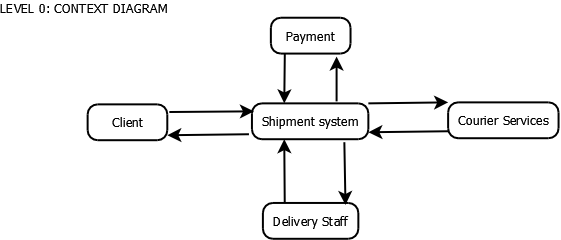 LEVEL 0: CONTEXT DIAGRAM
Payment
Client
Shipment system
Courier Services
Delivery Staff